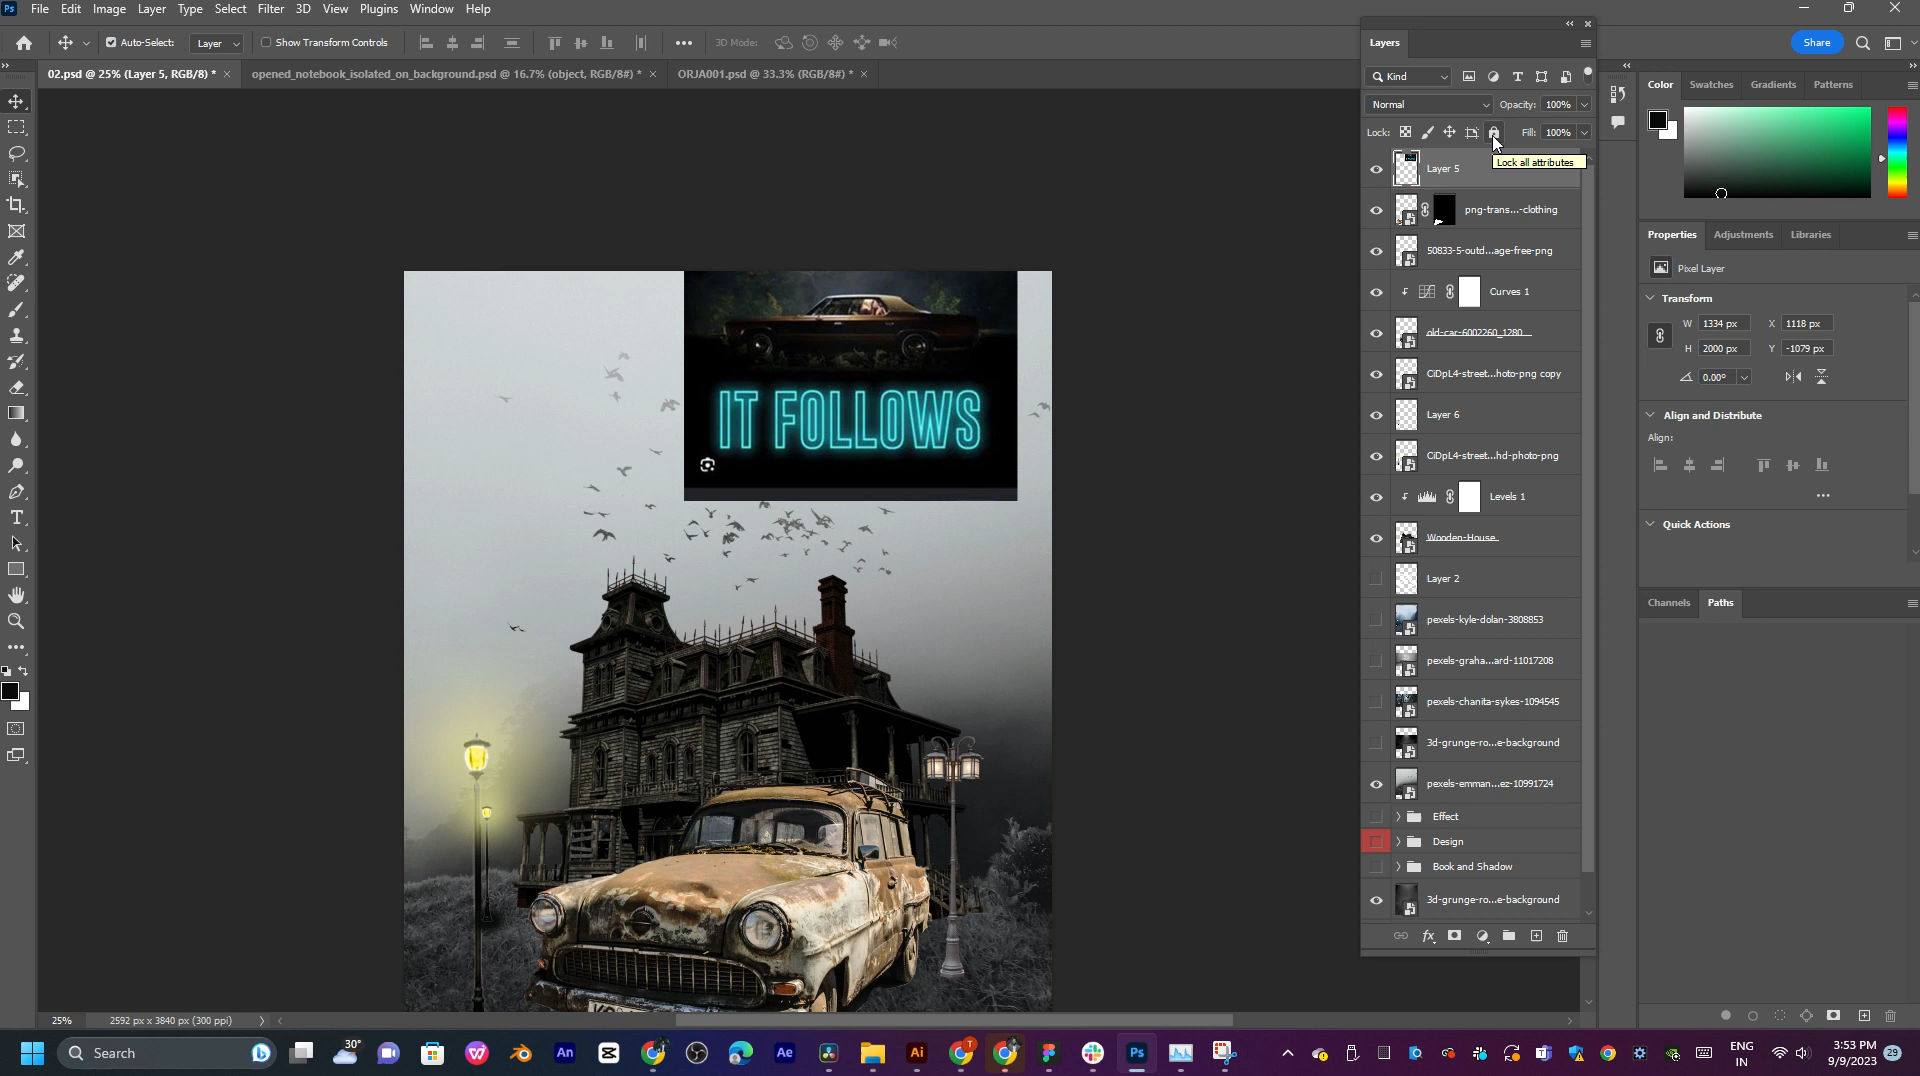 File Edit Image Layer Type Select Filter 3D View Plugins Window Help
Auto-Select: Layer Show Transform Controls 3D Mode: Share
02.psd @ 25% (Layer 5, RGB/8) * opened_notebook_isolated_on_background.psd @ 16.7% (object, RGB/8#) * ORJA001.psd @ 33.3% (RGB/8#) *
IT FOLLOWS
25% 2592 px x 3840 px (300 ppi)
Layers
Kind
Normal Opacity: 100%
Lock: Fill: 100%
Lock all attributes
Layer 5
png-trans...-clothing
50833-5-outd...age-free-png
Curves 1
old-car-6002260_1280
CiDpL4-street...hoto-png copy
Layer 6
CiDpL4-street...hd-photo-png
Levels 1
Wooden-House
Layer 2
pexels-kyle-dolan-3808853
pexels-graha...ard-11017208
pexels-chanita-sykes-1094545
3d-grunge-ro...e-background
pexels-emman...ez-10991724
Effect
Design
Book and Shadow
3d-grunge-ro...e-background
fx
Color Swatches Gradients Patterns
Properties Adjustments Libraries
Pixel Layer
Transform
W 1334 px X 1118 px
H 2000 px Y -1079 px
0.00°
Align and Distribute
Align:
Quick Actions
Channels Paths
Search 30° ENG IN 3:53 PM 9/9/2023 29